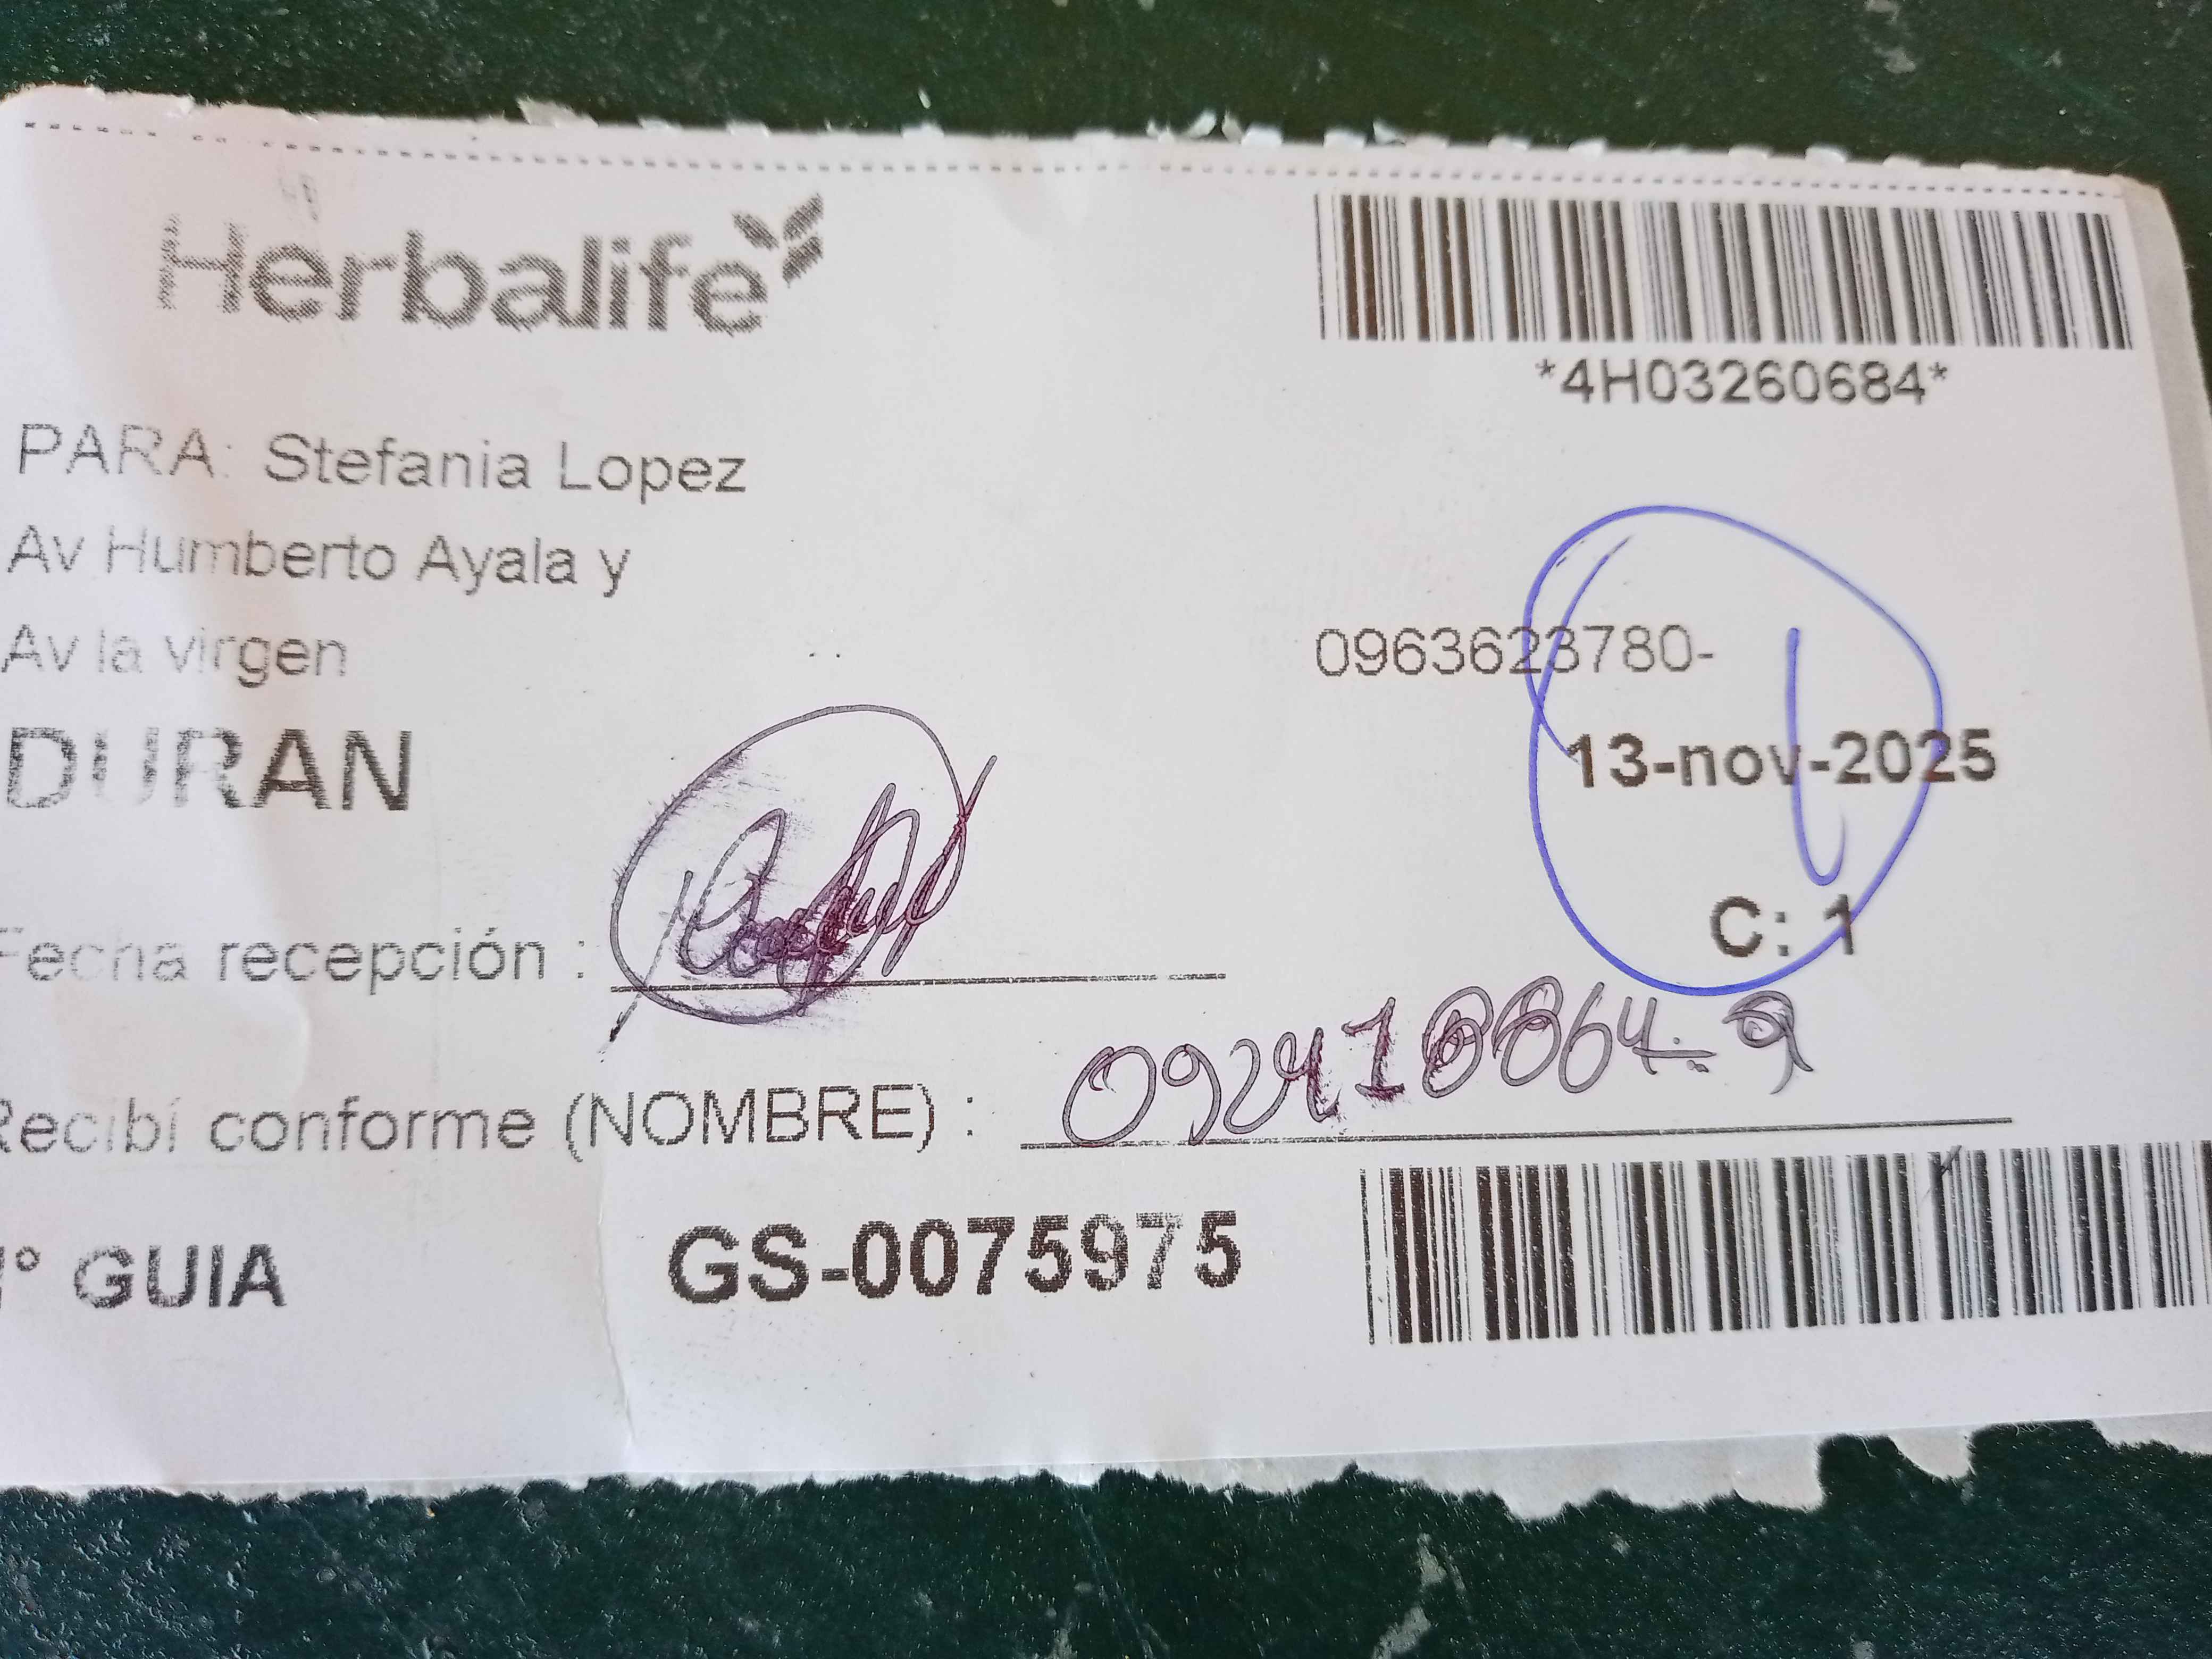 Herbalife
*4H03260684*
PARA: Stefania Lopez
Av Humberto Ayala y
Av la virgen
0963623780-
DURAN
13-nov-2025
C: 1
Fecha recepción :
Recibí conforme (NOMBRE) :
° GUIA
GS-0075975